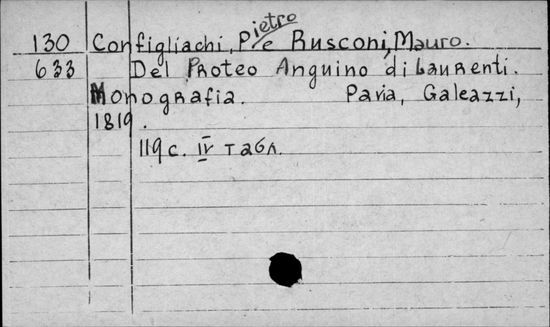 130 Configliachi, Pietro e Rusconi, Mauro.
633 Del Proteo Anguino di Laurenti.
Monografia. Pavia, Galeazzi,
1819.
119 с. IV табл.